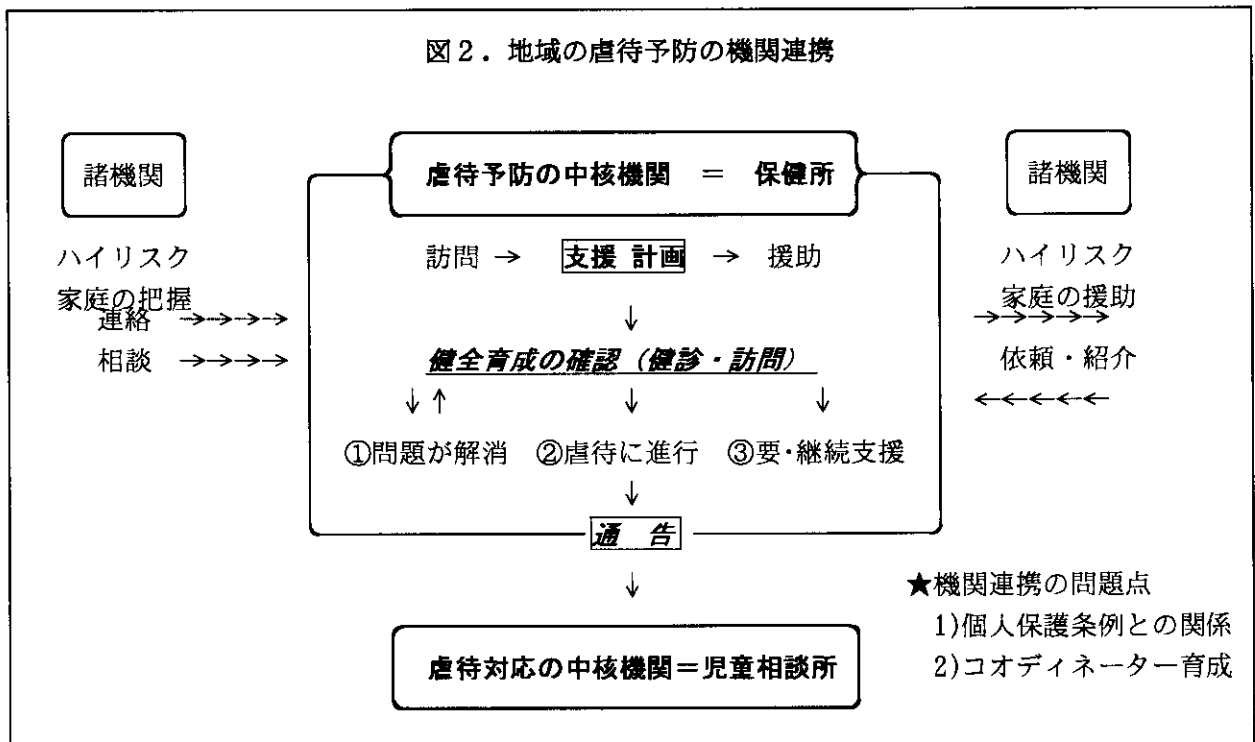 図2．地域の虐待予防の機関連携
諸機関
ハイリスク
家庭の把握
連絡 →→→→
相談 →→→→
虐待予防の中核機関 ＝ 保健所
訪問 → 支援 計画 → 援助
↓
健全育成の確認（健診・訪問）
↓↑ ↓ ↓
①問題が解消 ②虐待に進行 ③要・継続支援
↓
通 告
↓
虐待対応の中核機関＝児童相談所
諸機関
ハイリスク
家庭の援助
→→→→→
依頼・紹介
←←←←←
★機関連携の問題点
1)個人保護条例との関係
2)コオディネーター育成